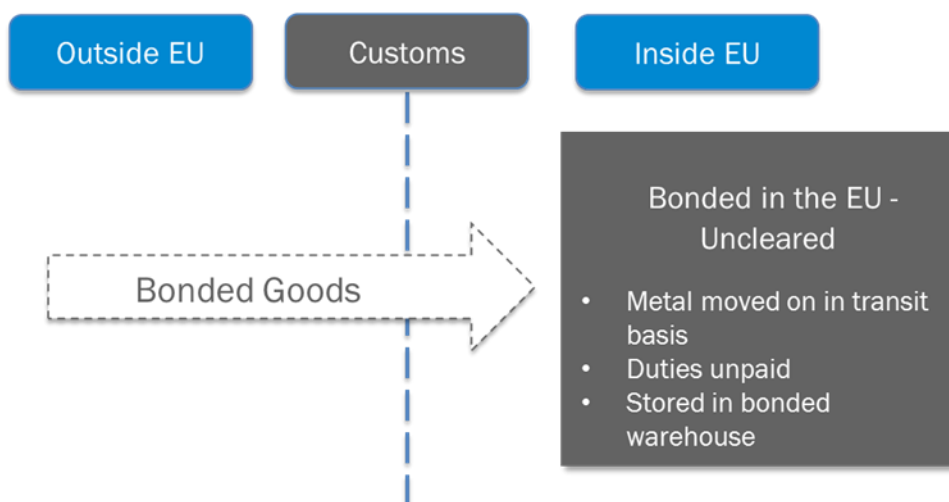 Outside EU
Customs
Inside EU
Bonded in the EU -
Uncleared
Bonded Goods
• Metal moved on in transit
basis
• Duties unpaid
• Stored in bonded
warehouse